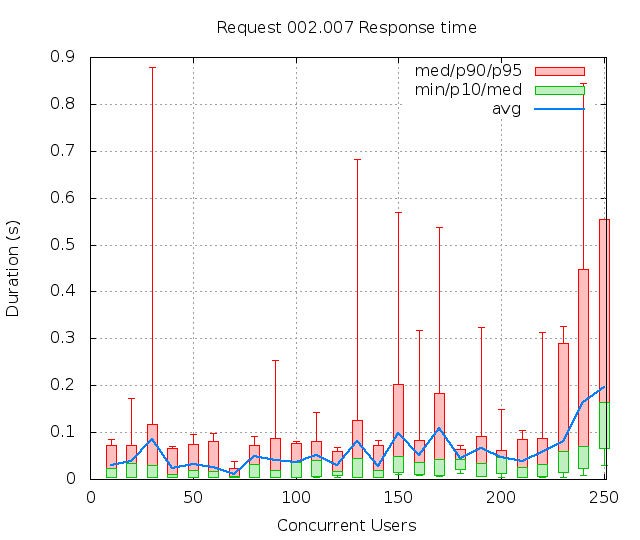 Request 002.007 Response time
med/p90/p95
min/p10/med
avg
0.9
0.8
0.7
0.6
0.5
0.4
0.3
0.2
0.1
0
Duration (s)
0 50 100 150 200 250
Concurrent Users